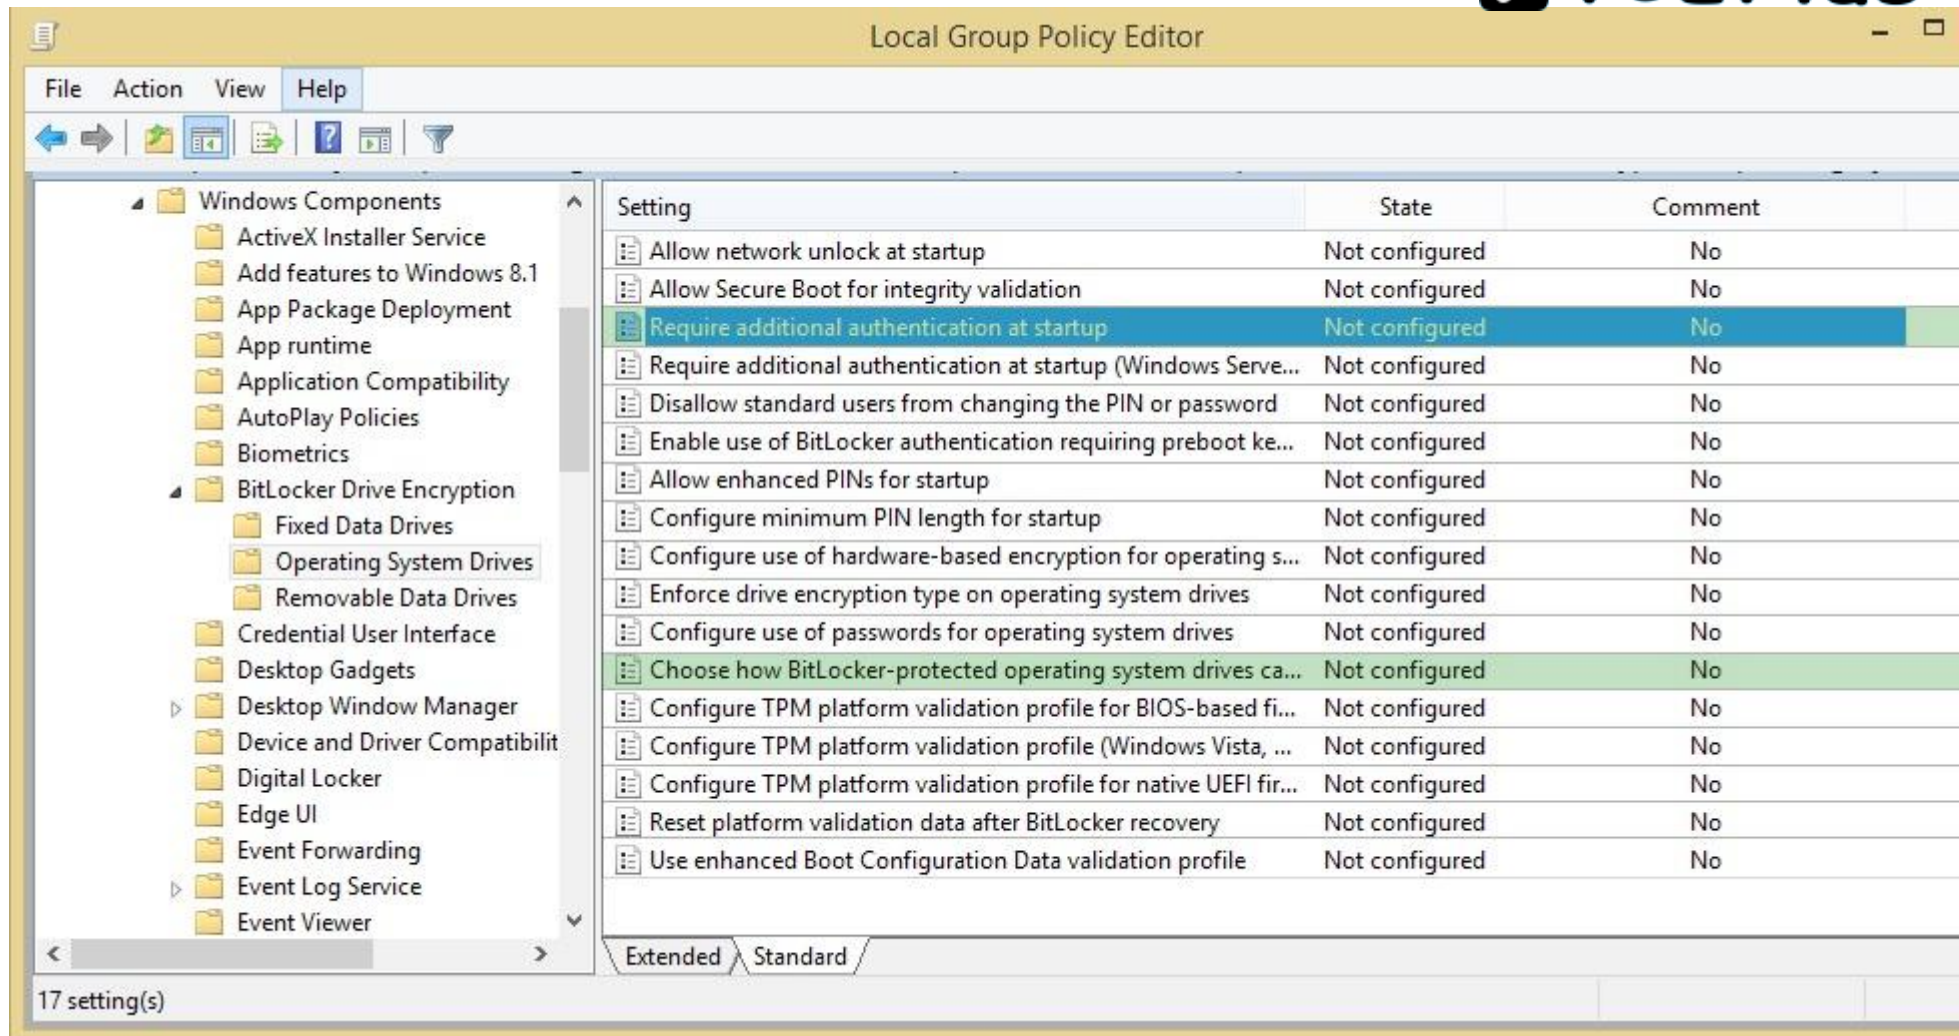 Local Group Policy Editor
File Action View Help
Windows Components
ActiveX Installer Service
Add features to Windows 8.1
App Package Deployment
App runtime
Application Compatibility
AutoPlay Policies
Biometrics
BitLocker Drive Encryption
Fixed Data Drives
Operating System Drives
Removable Data Drives
Credential User Interface
Desktop Gadgets
Desktop Window Manager
Device and Driver Compatibilit
Digital Locker
Edge UI
Event Forwarding
Event Log Service
Event Viewer
Setting State Comment
Allow network unlock at startup Not configured No
Allow Secure Boot for integrity validation Not configured No
Require additional authentication at startup Not configured No
Require additional authentication at startup (Windows Serve... Not configured No
Disallow standard users from changing the PIN or password Not configured No
Enable use of BitLocker authentication requiring preboot ke... Not configured No
Allow enhanced PINs for startup Not configured No
Configure minimum PIN length for startup Not configured No
Configure use of hardware-based encryption for operating s... Not configured No
Enforce drive encryption type on operating system drives Not configured No
Configure use of passwords for operating system drives Not configured No
Choose how BitLocker-protected operating system drives ca... Not configured No
Configure TPM platform validation profile for BIOS-based fi... Not configured No
Configure TPM platform validation profile (Windows Vista, ... Not configured No
Configure TPM platform validation profile for native UEFI fir... Not configured No
Reset platform validation data after BitLocker recovery Not configured No
Use enhanced Boot Configuration Data validation profile Not configured No
Extended Standard
17 setting(s)